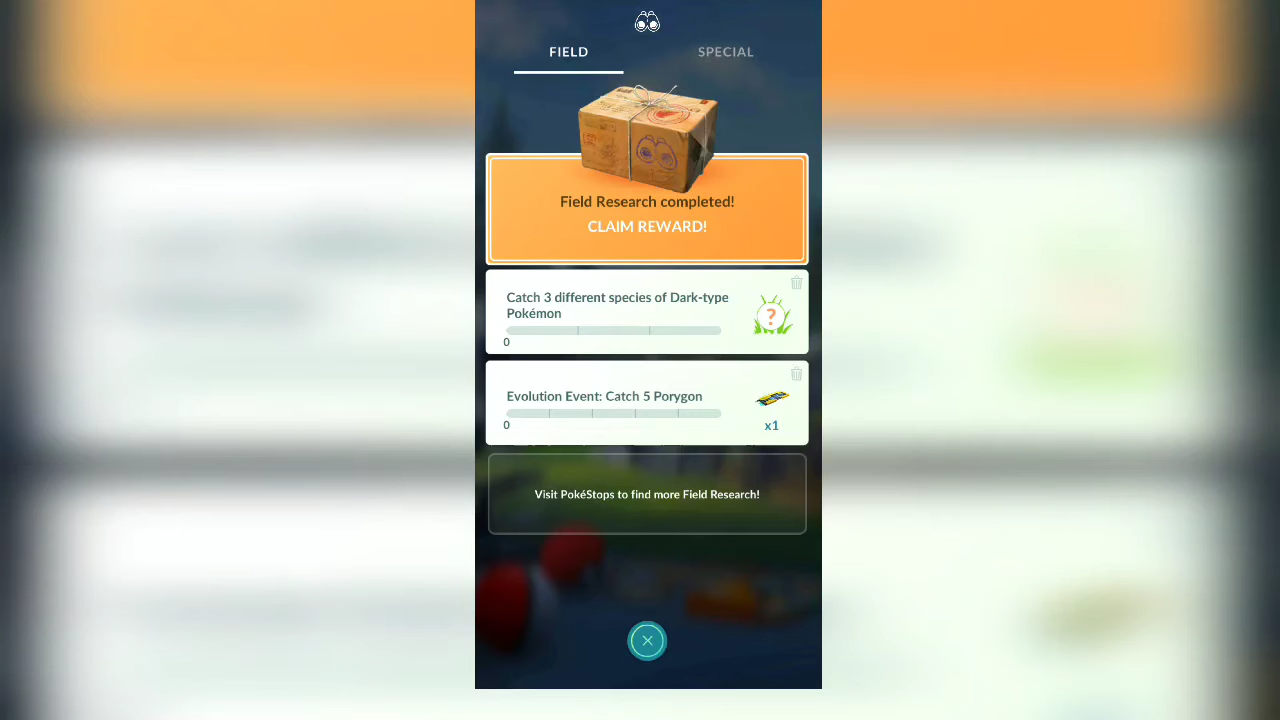 FIELD
SPECIAL
Field Research completed!
CLAIM REWARD!
Catch 3 different species of Dark-type
Pokémon
?
0
Evolution Event: Catch 5 Porygon
0
x1
Visit PokéStops to find more Field Research!